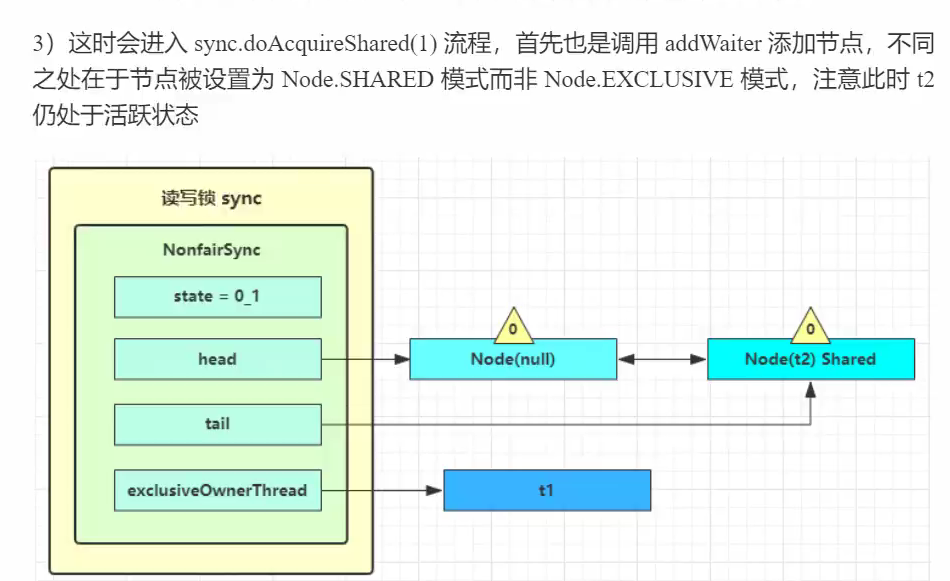 3）这时会进入 sync.doAcquireShared(1) 流程，首先也是调用 addWaiter 添加节点，不同
之处在于节点被设置为 Node.SHARED 模式而非 Node.EXCLUSIVE 模式，注意此时 t2
仍处于活跃状态
读写锁 sync
NonfairSync
state = 0_1
head
tail
exclusiveOwnerThread
0
Node(null)
0
Node(t2) Shared
t1